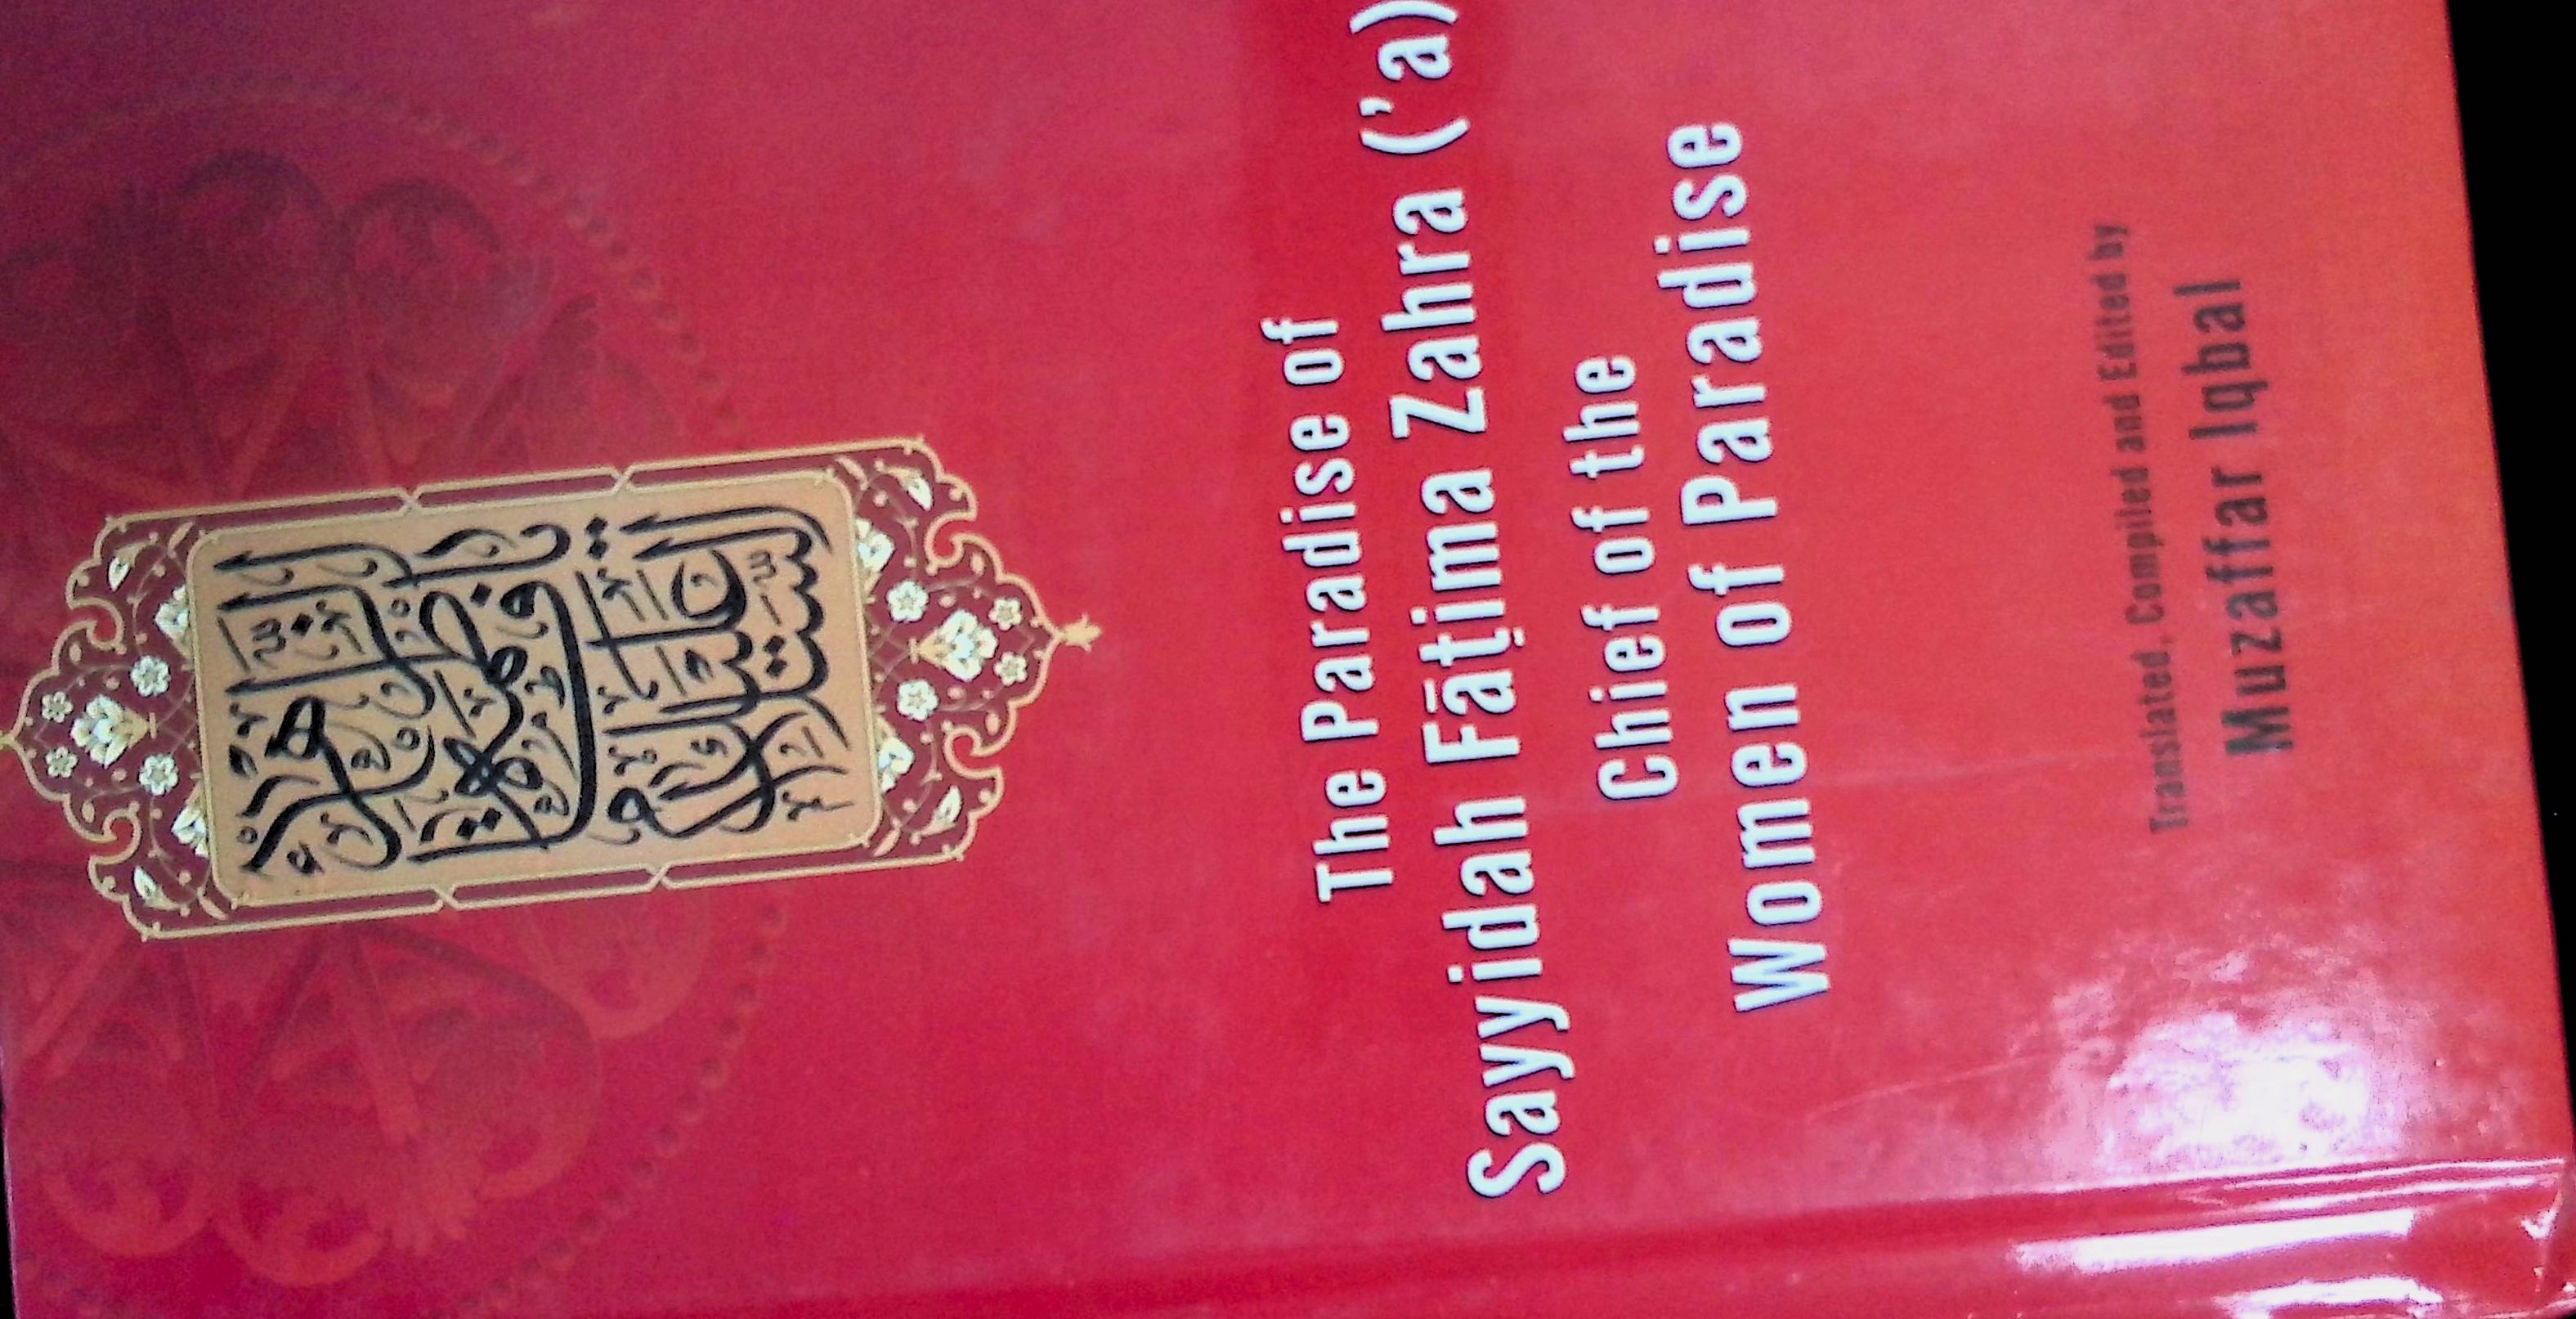 The Paradise of
Sayyidah Fāṭima Zahra ('a)
Chief of the
Women of Paradise
Translated, Compiled and Edited by
Muzaffar Iqbal